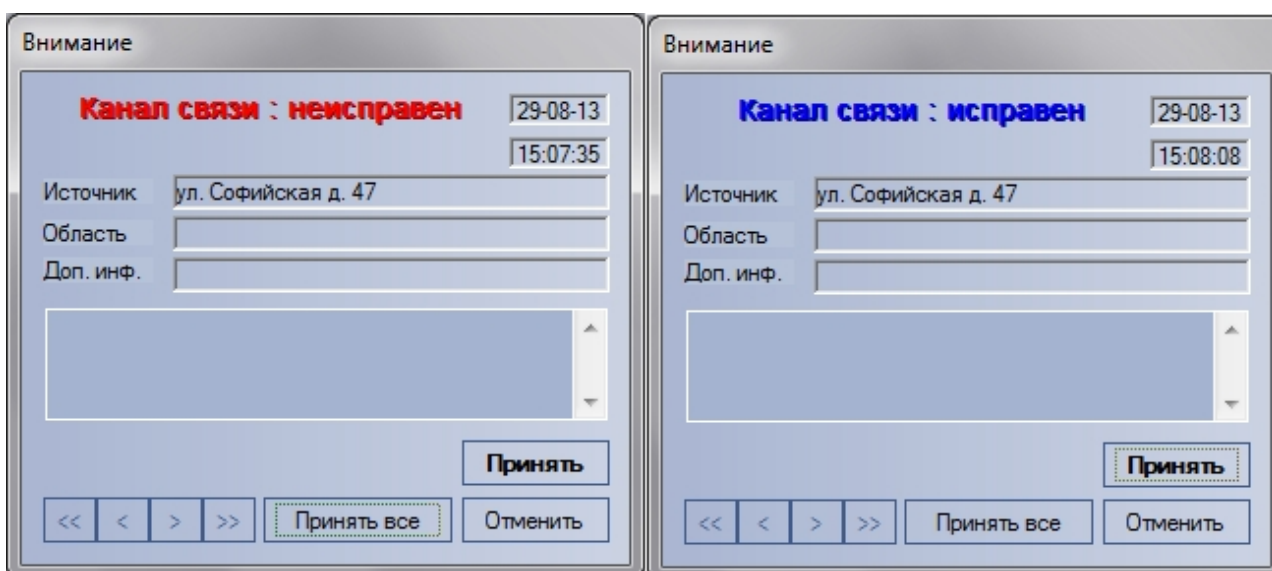 Внимание
Канал связи : неисправен
29-08-13
15:07:35
Источник
ул. Софийская д. 47
Область
Доп. инф.
Принять
<< < > >> Принять все Отменить
Внимание
Канал связи : исправен
29-08-13
15:08:08
Источник
ул. Софийская д. 47
Область
Доп. инф.
Принять
<< < > >> Принять все Отменить